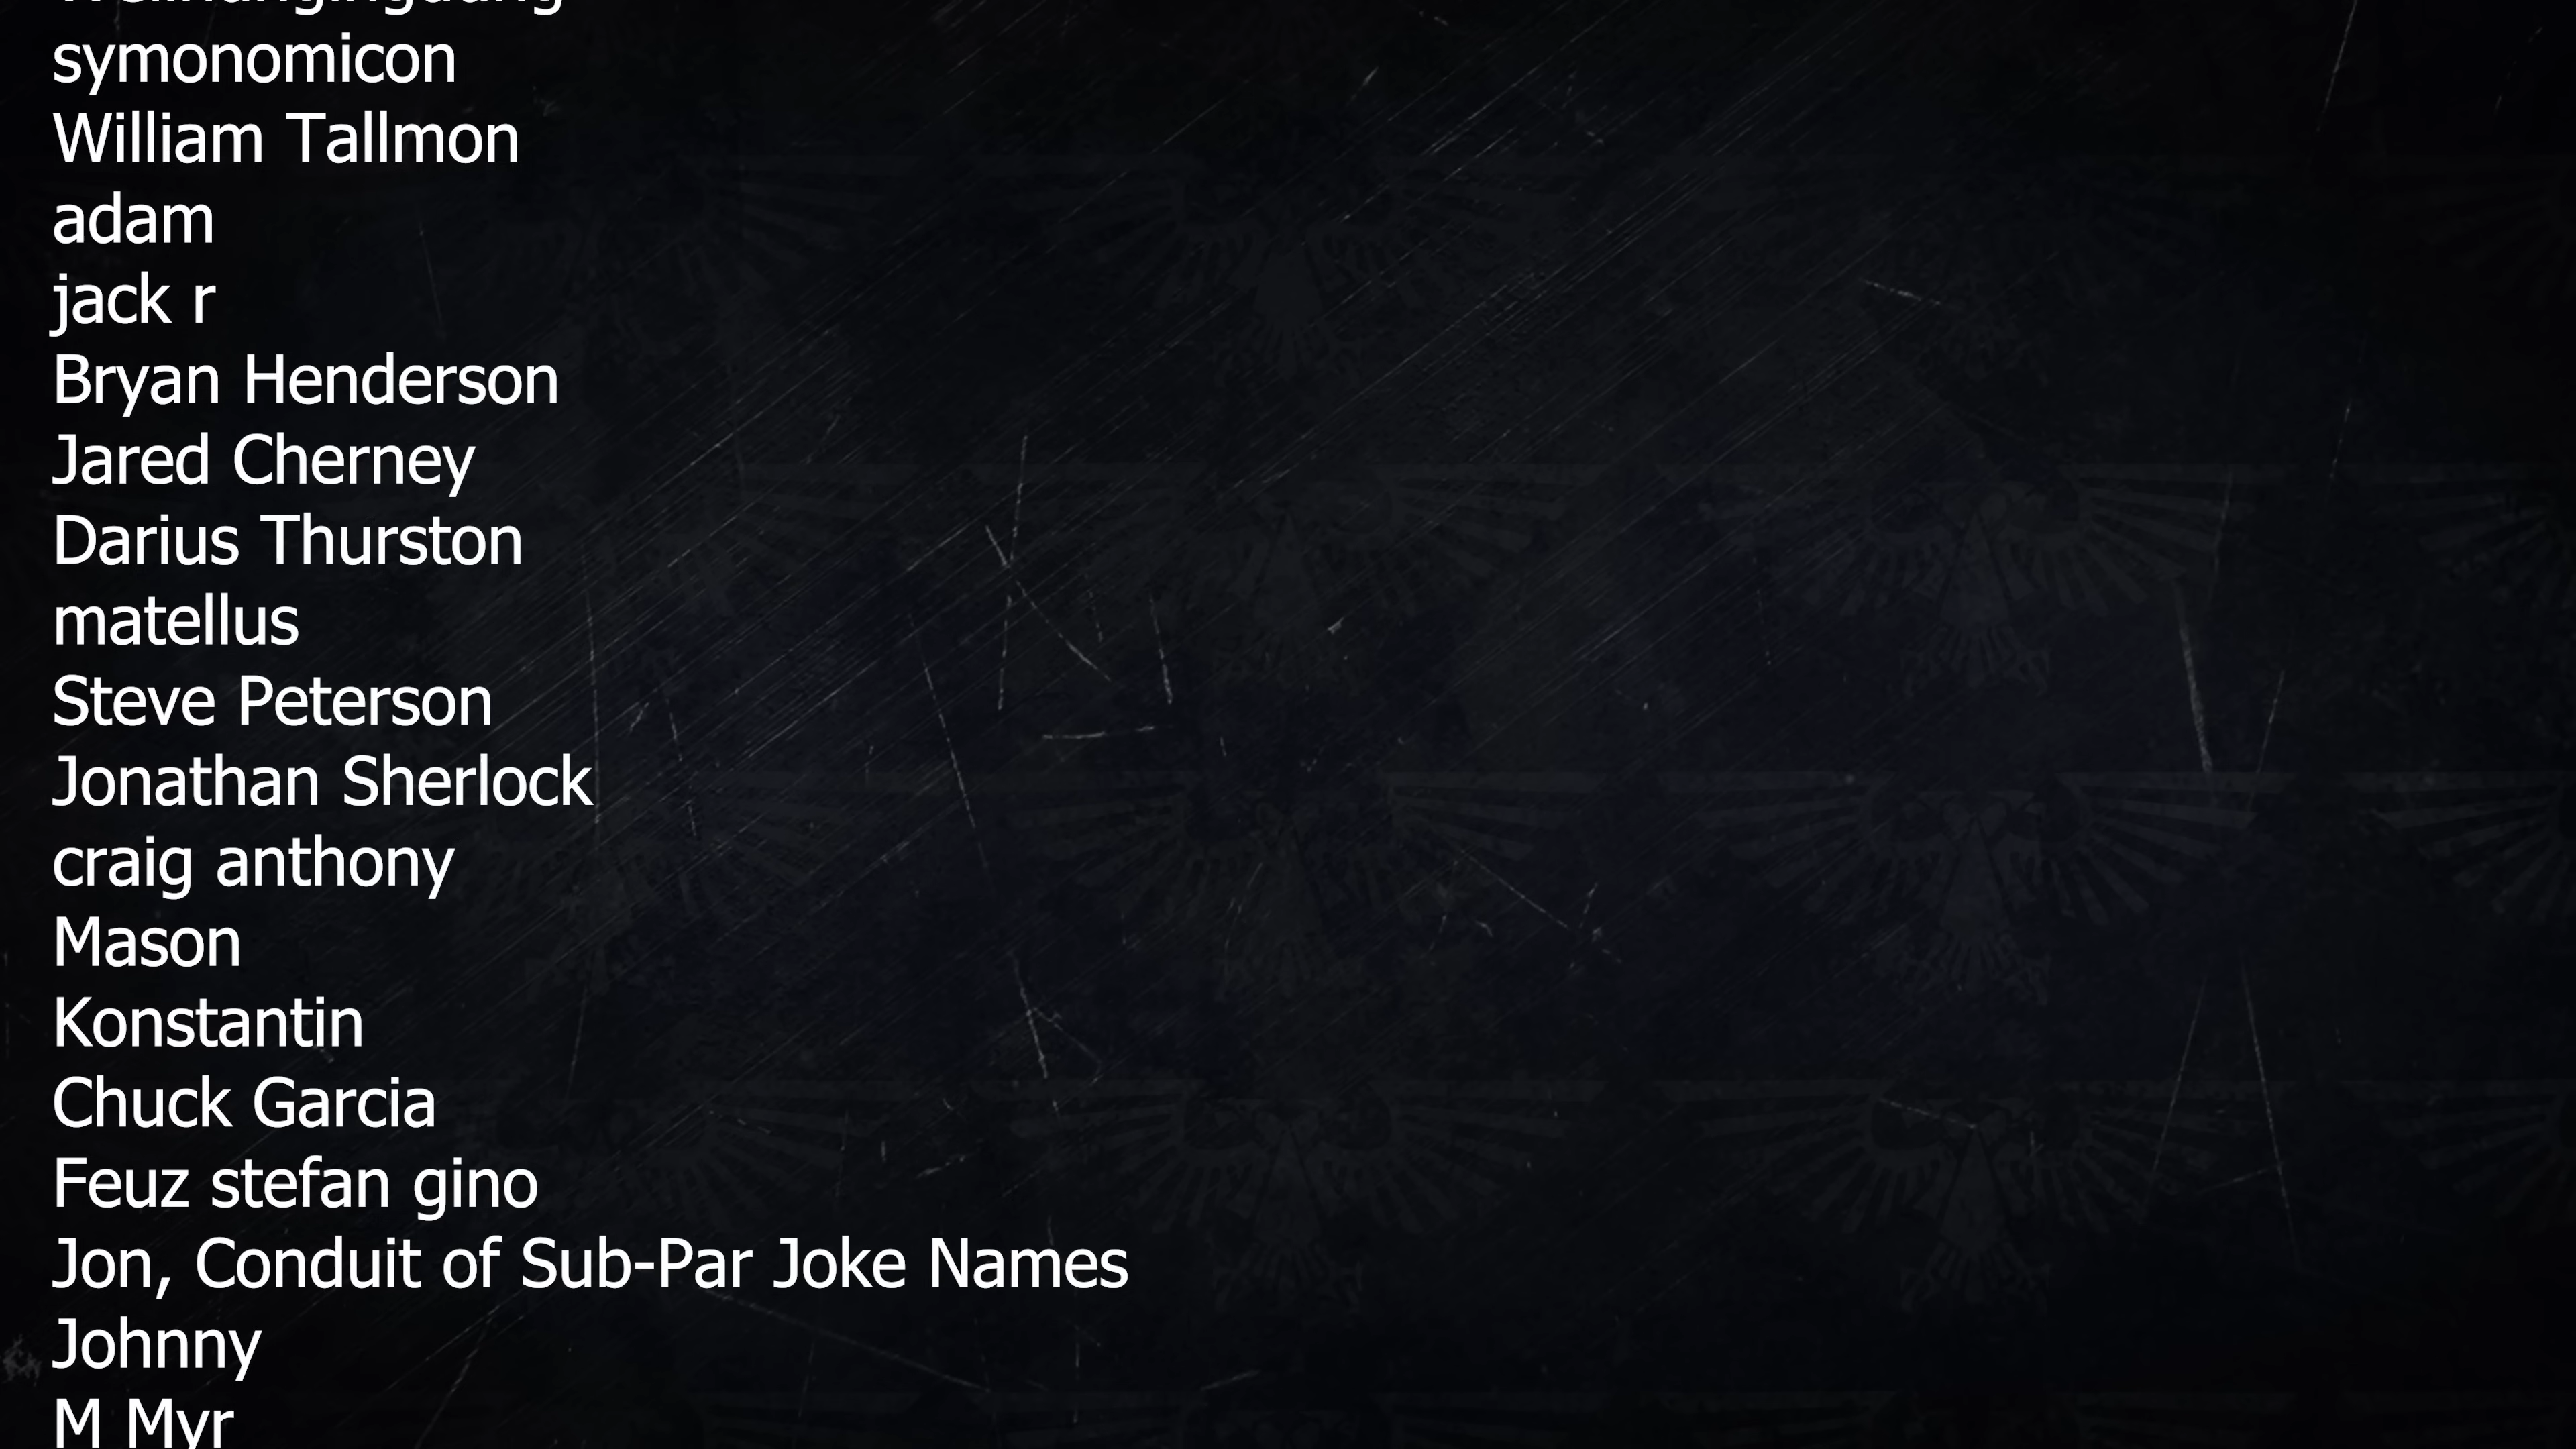 symonomicon
William Tallmon
adam
jack r
Bryan Henderson
Jared Cherney
Darius Thurston
matellus
Steve Peterson
Jonathan Sherlock
craig anthony
Mason
Konstantin
Chuck Garcia
Feuz stefan gino
Jon, Conduit of Sub-Par Joke Names
Johnny
M Myr